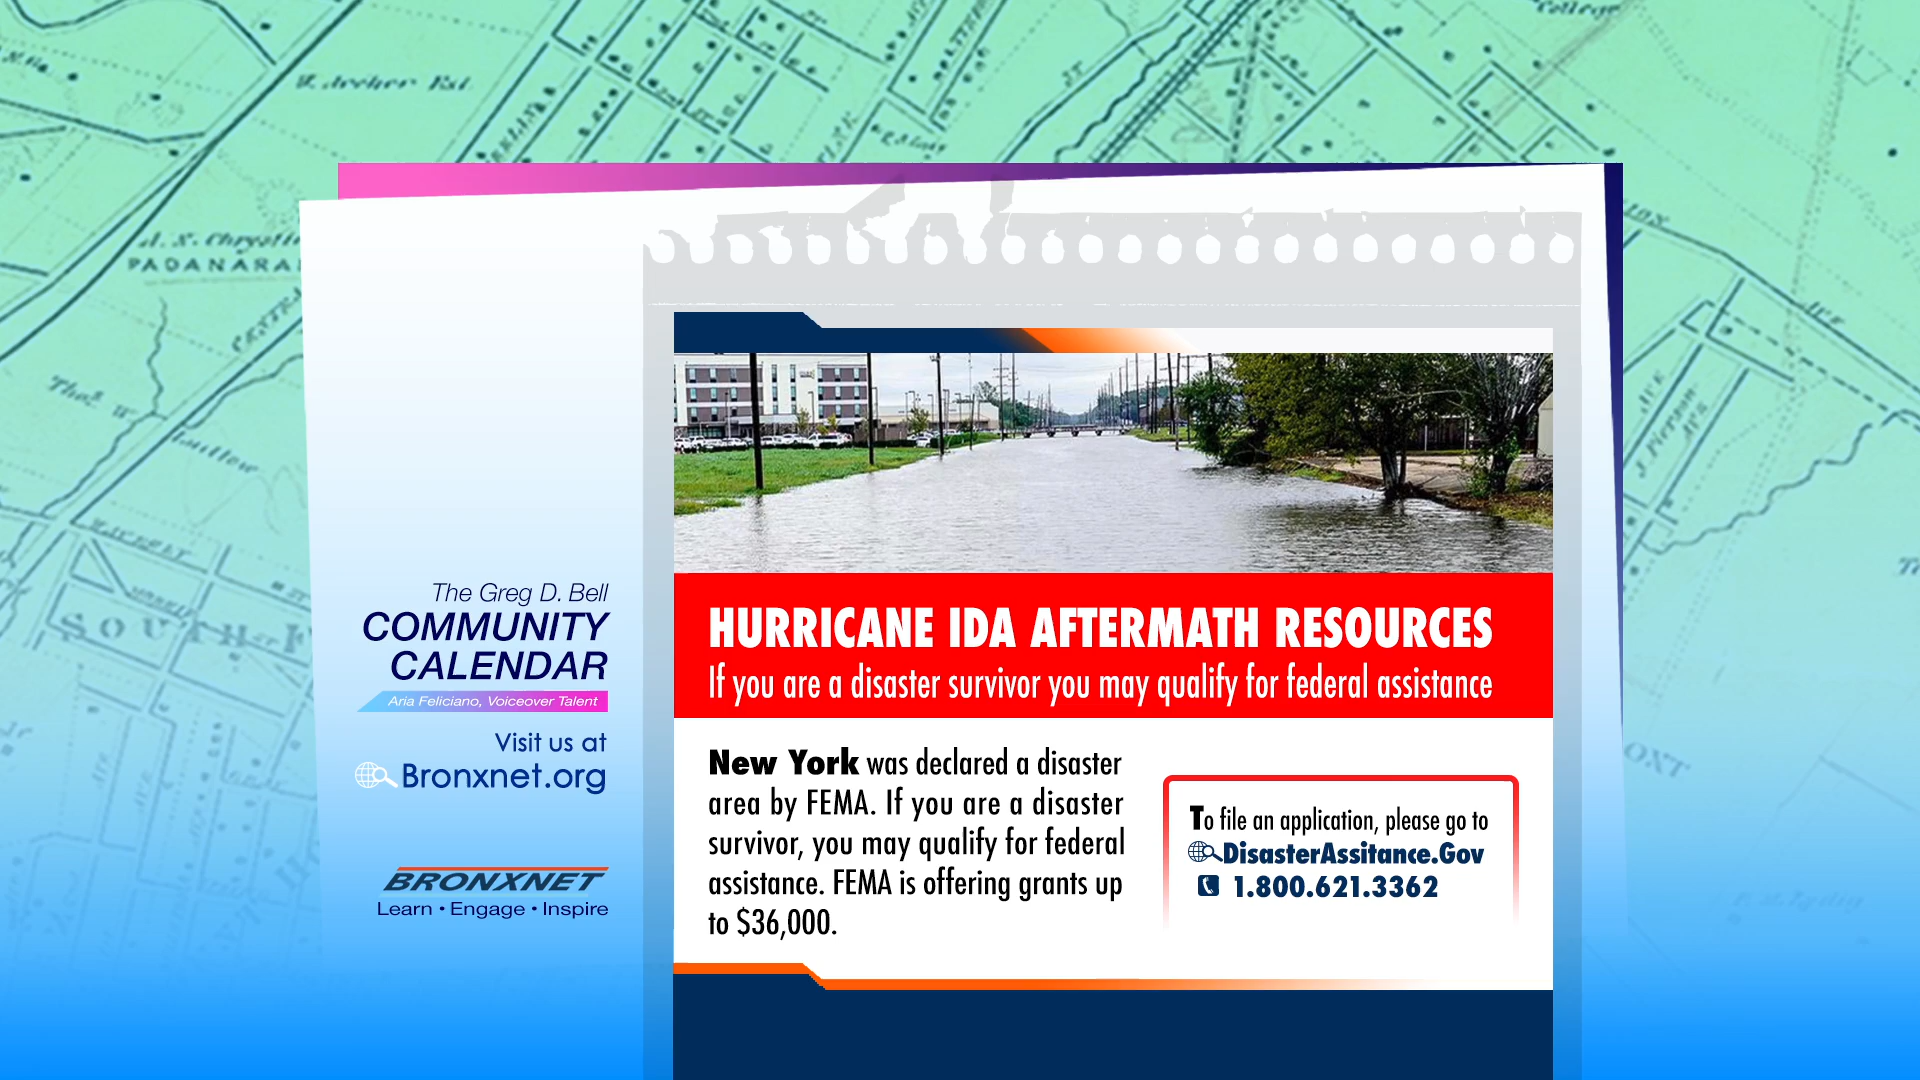 College
PADANARA
The Greg D. Bell
COMMUNITY
CALENDAR
Aria Feliciano, Voiceover Talent
Visit us at
Bronxnet.org
BRONXNET
Learn • Engage • Inspire
HURRICANE IDA AFTERMATH RESOURCES
If you are a disaster survivor you may qualify for federal assistance
New York was declared a disaster
area by FEMA. If you are a disaster
survivor, you may qualify for federal
assistance. FEMA is offering grants up
to $36,000.
To file an application, please go to
DisasterAssitance.Gov
1.800.621.3362